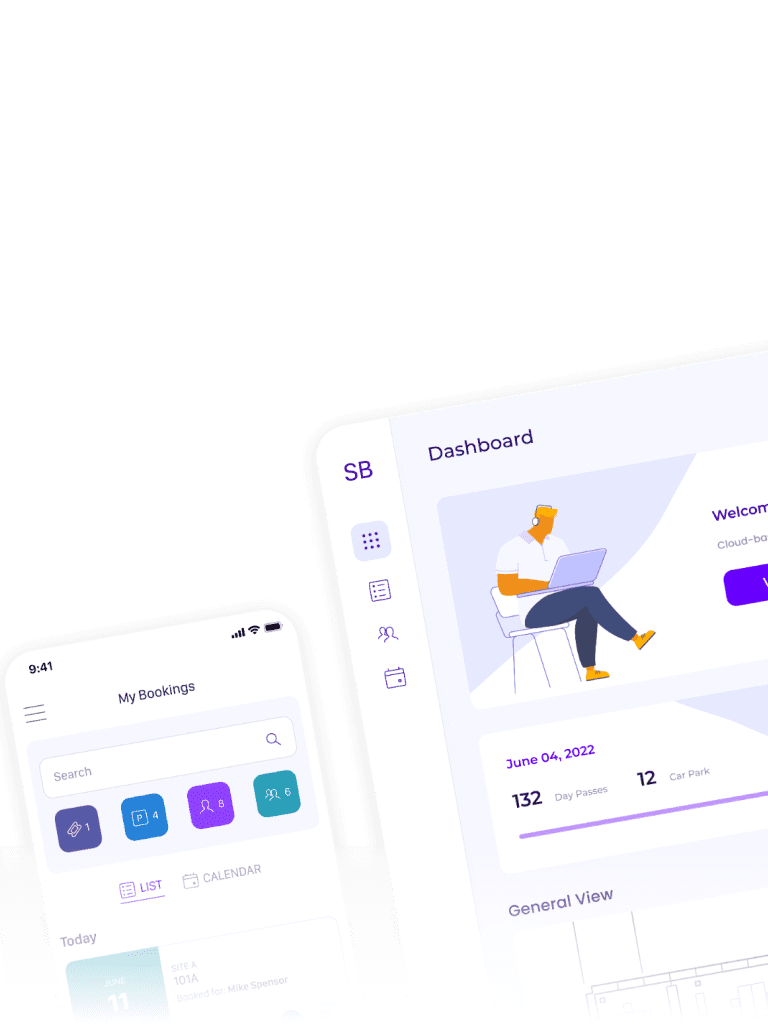 Dashboard
SB
Welcom
Cloud-ba
June 04, 2022
132 Day Passes 12 Car Park
General View
9:41
My Bookings
Search
1 P 4 8 6
LIST CALENDAR
Today
JUNE
11
SITE A
101A
Booked for: Mike Spensor